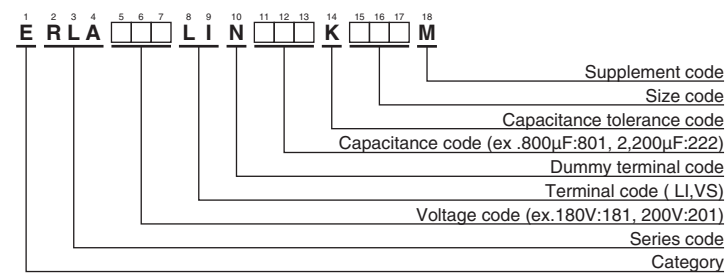 1 2 3 4 5 6 7 8 9 10 11 12 13 14 15 16 17 18
E R L A □□□ L I N □□□ K □□□ M
Supplement code
Size code
Capacitance tolerance code
Capacitance code (ex .800µF:801, 2,200µF:222)
Dummy terminal code
Terminal code ( LI,VS)
Voltage code (ex.180V:181, 200V:201)
Series code
Category